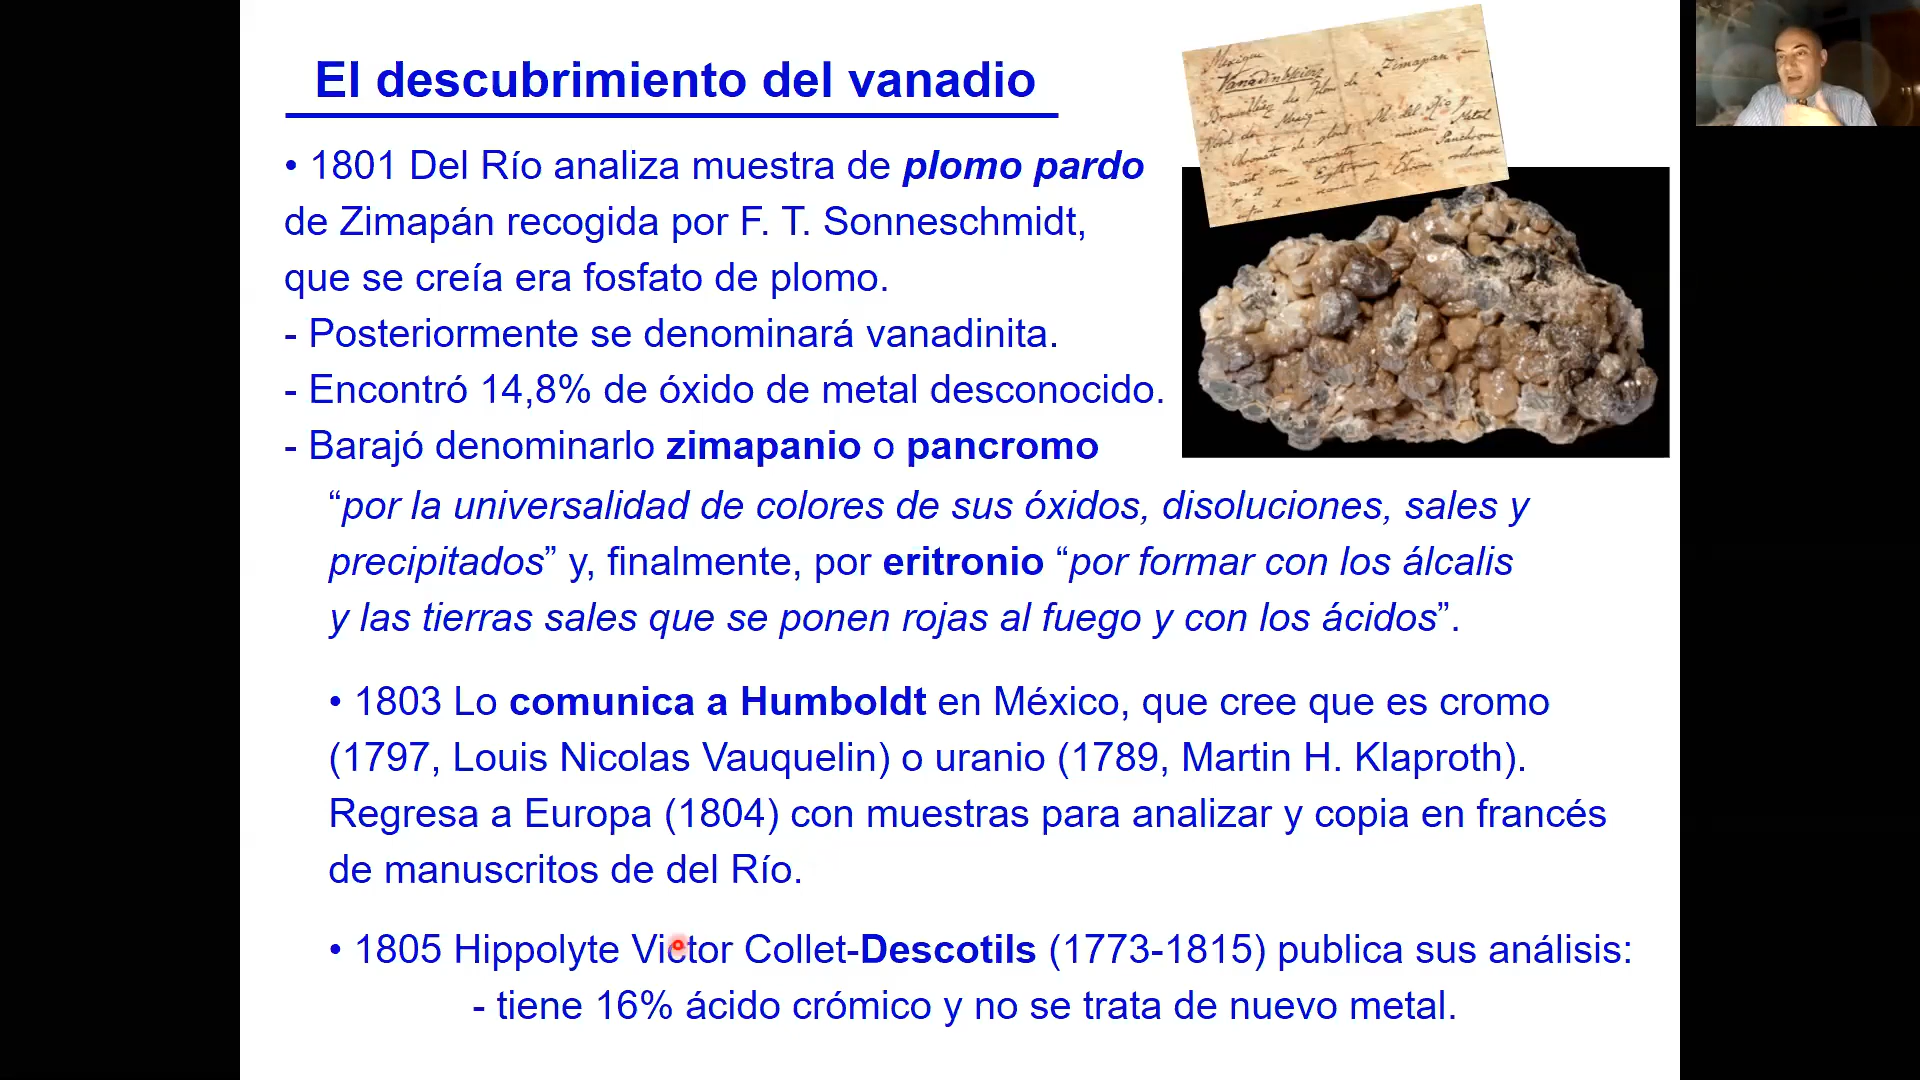 El descubrimiento del vanadio
• 1801 Del Río analiza muestra de plomo pardo
de Zimapán recogida por F. T. Sonneschmidt,
que se creía era fosfato de plomo.
- Posteriormente se denominará vanadinita.
- Encontró 14,8% de óxido de metal desconocido.
- Barajó denominarlo zimapanio o pancromo
“por la universalidad de colores de sus óxidos, disoluciones, sales y
precipitados” y, finalmente, por eritronio “por formar con los álcalis
y las tierras sales que se ponen rojas al fuego y con los ácidos”.
• 1803 Lo comunica a Humboldt en México, que cree que es cromo
(1797, Louis Nicolas Vauquelin) o uranio (1789, Martin H. Klaproth).
Regresa a Europa (1804) con muestras para analizar y copia en francés
de manuscritos de del Río.
• 1805 Hippolyte Victor Collet-Descotils (1773-1815) publica sus análisis:
- tiene 16% ácido crómico y no se trata de nuevo metal.
Mexique
Zimapan